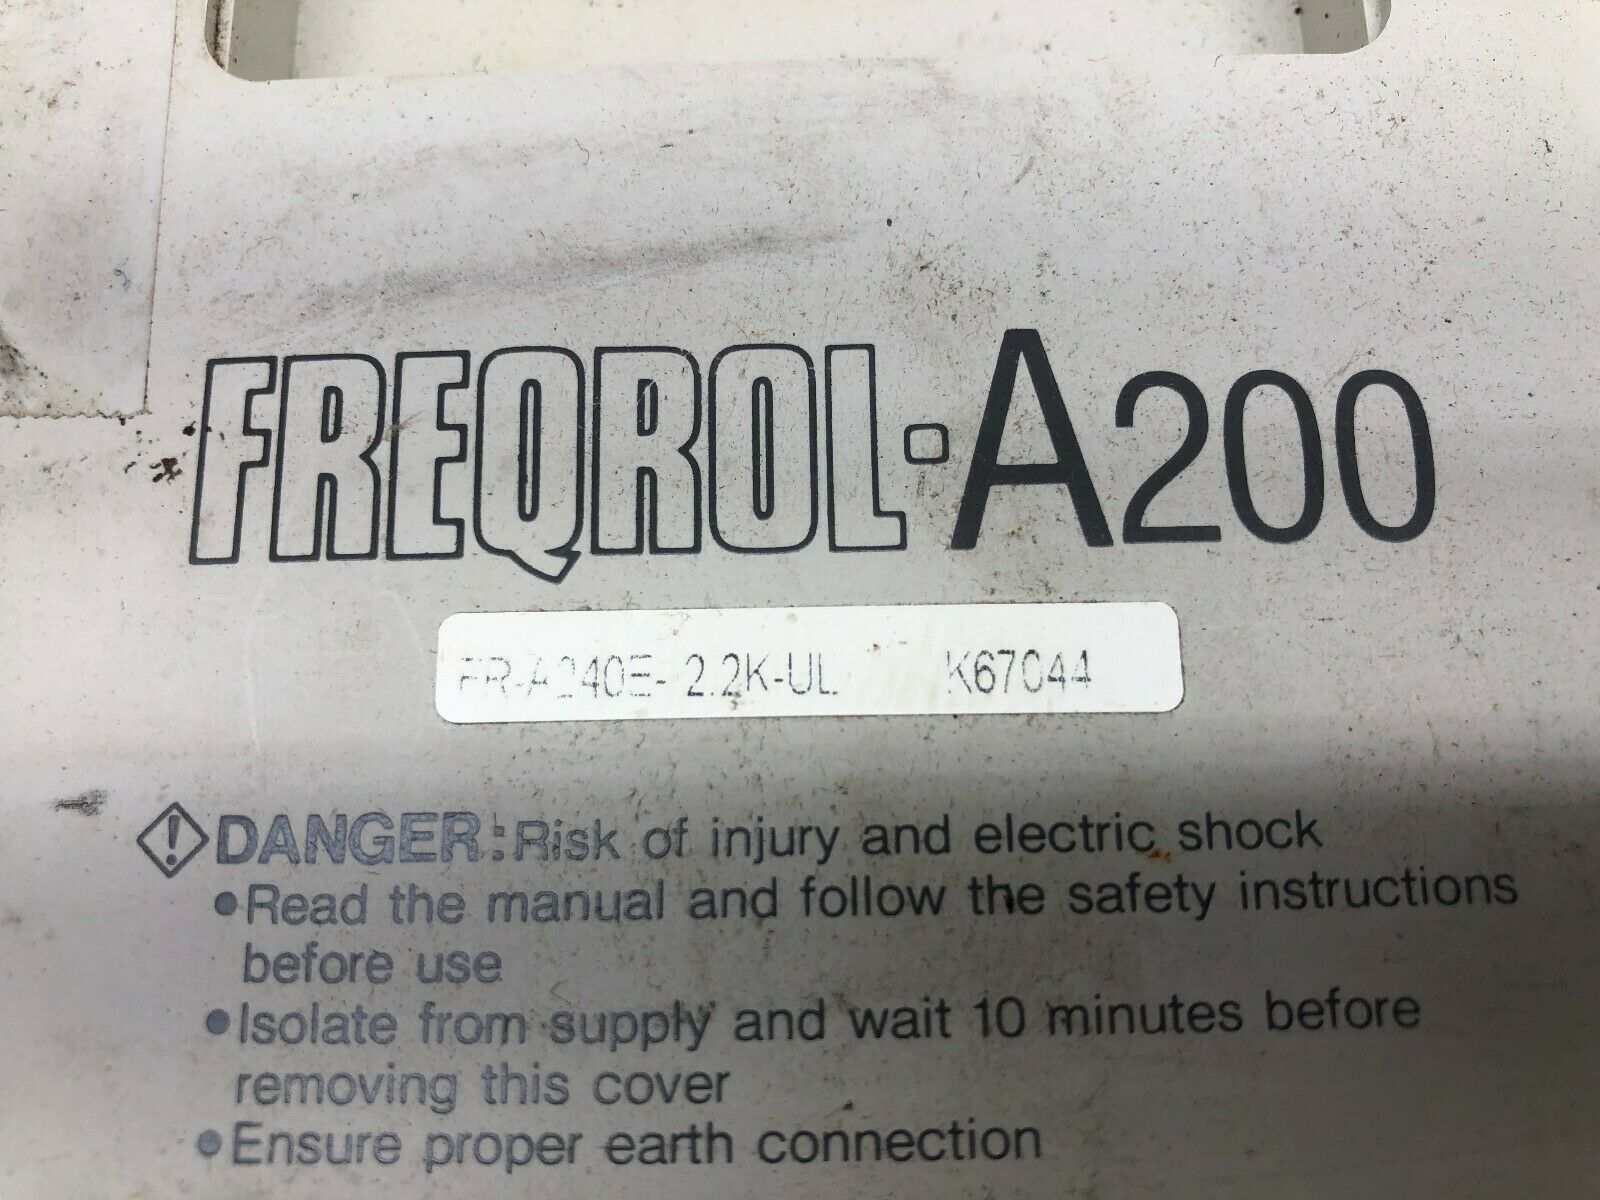 FREQROL-A200
FR-A240E- 2.2K-UL K67044
DANGER: Risk of injury and electric shock
•Read the manual and follow the safety instructions
before use
•Isolate from supply and wait 10 minutes before
removing this cover
•Ensure proper earth connection